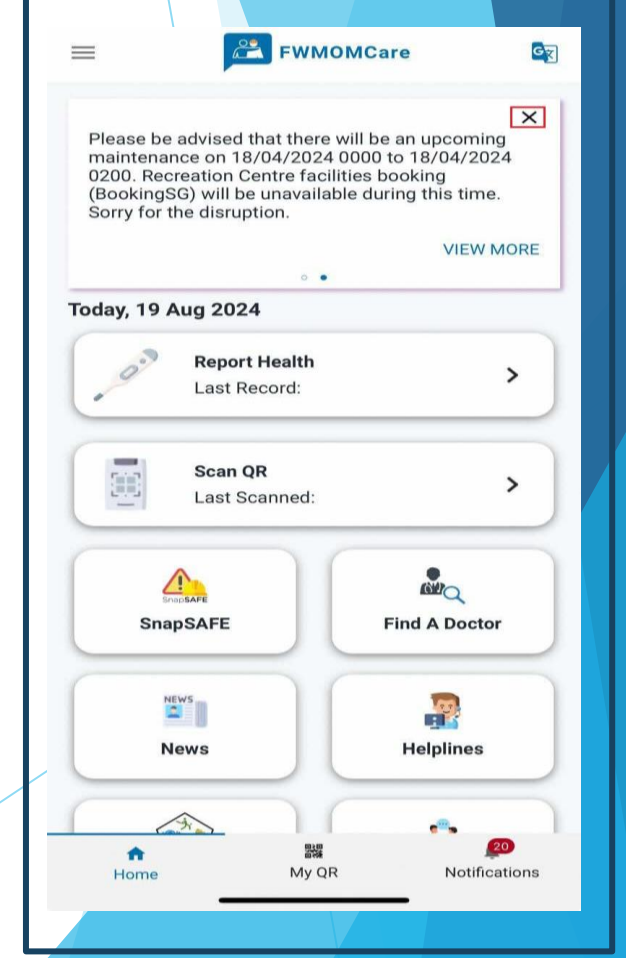 FWMOMCare
Please be advised that there will be an upcoming
maintenance on 18/04/2024 0000 to 18/04/2024
0200. Recreation Centre facilities booking
(BookingSG) will be unavailable during this time.
Sorry for the disruption.
VIEW MORE
Today, 19 Aug 2024
Report Health
Last Record:
Scan QR
Last Scanned:
SnapSAFE
SnapSAFE
Find A Doctor
NEWS
News
Helplines
20
Home
My QR
Notifications